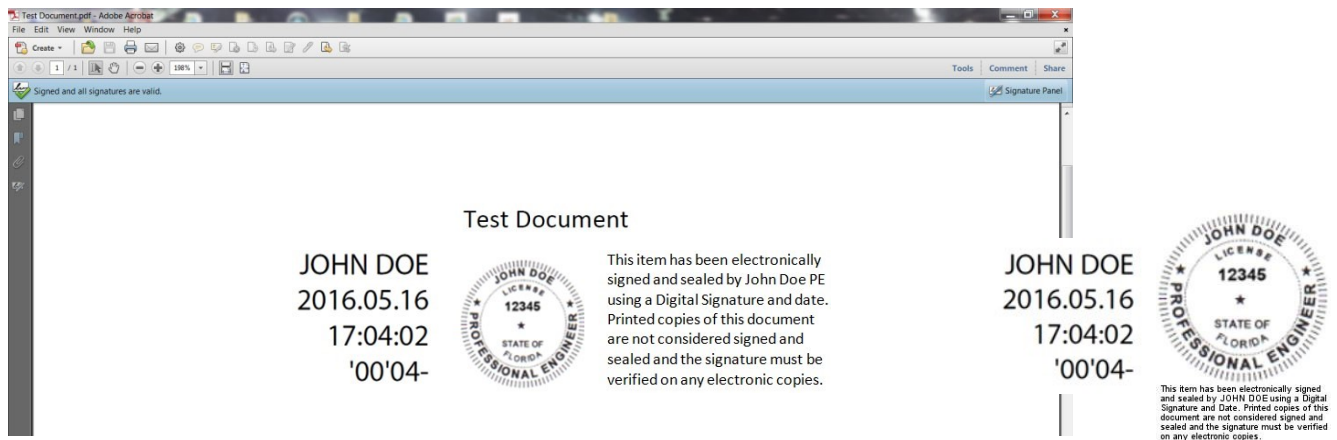 Test Document.pdf - Adobe Acrobat
File Edit View Window Help
Create
1 / 1
198%
Tools Comment Share
Signed and all signatures are valid.
Signature Panel
Test Document
JOHN DOE
2016.05.16
17:04:02
'00'04-
JOHN DOE
LICENSE
12345
STATE OF
FLORIDA
PROFESSIONAL ENGINEER
This item has been electronically
signed and sealed by John Doe PE
using a Digital Signature and date.
Printed copies of this document
are not considered signed and
sealed and the signature must be
verified on any electronic copies.
JOHN DOE
2016.05.16
17:04:02
'00'04-
JOHN DOE
LICENSE
12345
STATE OF
FLORIDA
PROFESSIONAL ENGINEER
This item has been electronically signed
and sealed by JOHN DOE using a Digital
Signature and Date. Printed copies of this
document are not considered signed and
sealed and the signature must be verified
on any electronic copies.